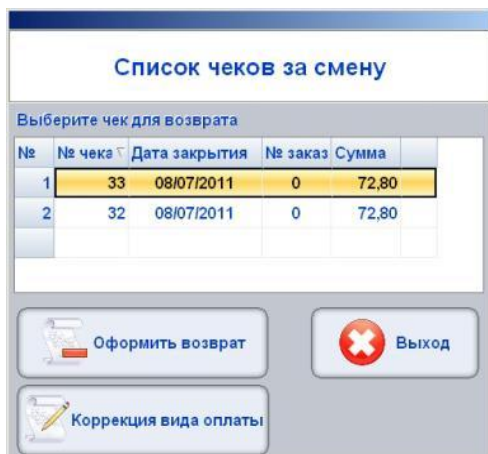 Список чеков за смену
Выберите чек для возврата
№ № чека Дата закрытия № заказ Сумма
1 33 08/07/2011 0 72,80
2 32 08/07/2011 0 72,80
Оформить возврат Выход
Коррекция вида оплаты